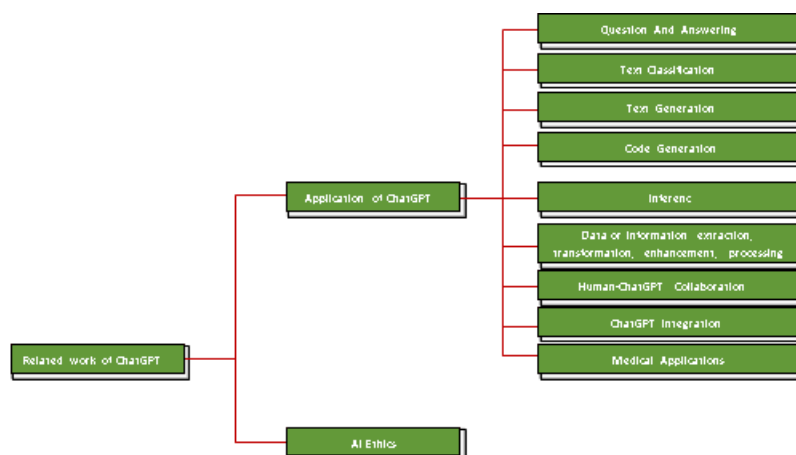 Question And Answering
Text Classification
Text Generation
Code Generation
Application of ChatGPT
Inferenc
Data or Information extraction,
transformation, enhancement, processing
Human-ChatGPT Collaboration
ChatGPT Integration
Related work of ChatGPT
Medical Applications
AI Ethics